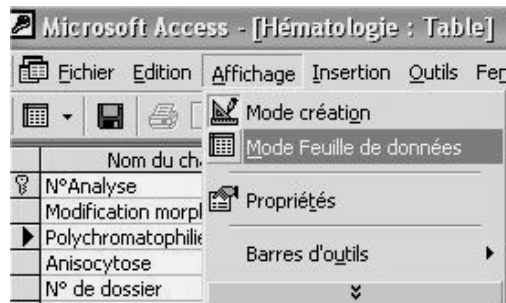 Microsoft Access - [Hématologie : Table]
Fichier Edition Affichage Insertion Outils Fe
Mode création
Mode Feuille de données
Nom du ch
N°Analyse
Propriétés
Modification morpl
Polychromatophilie
Anisocytose
Barres d'outils
N° de dossier